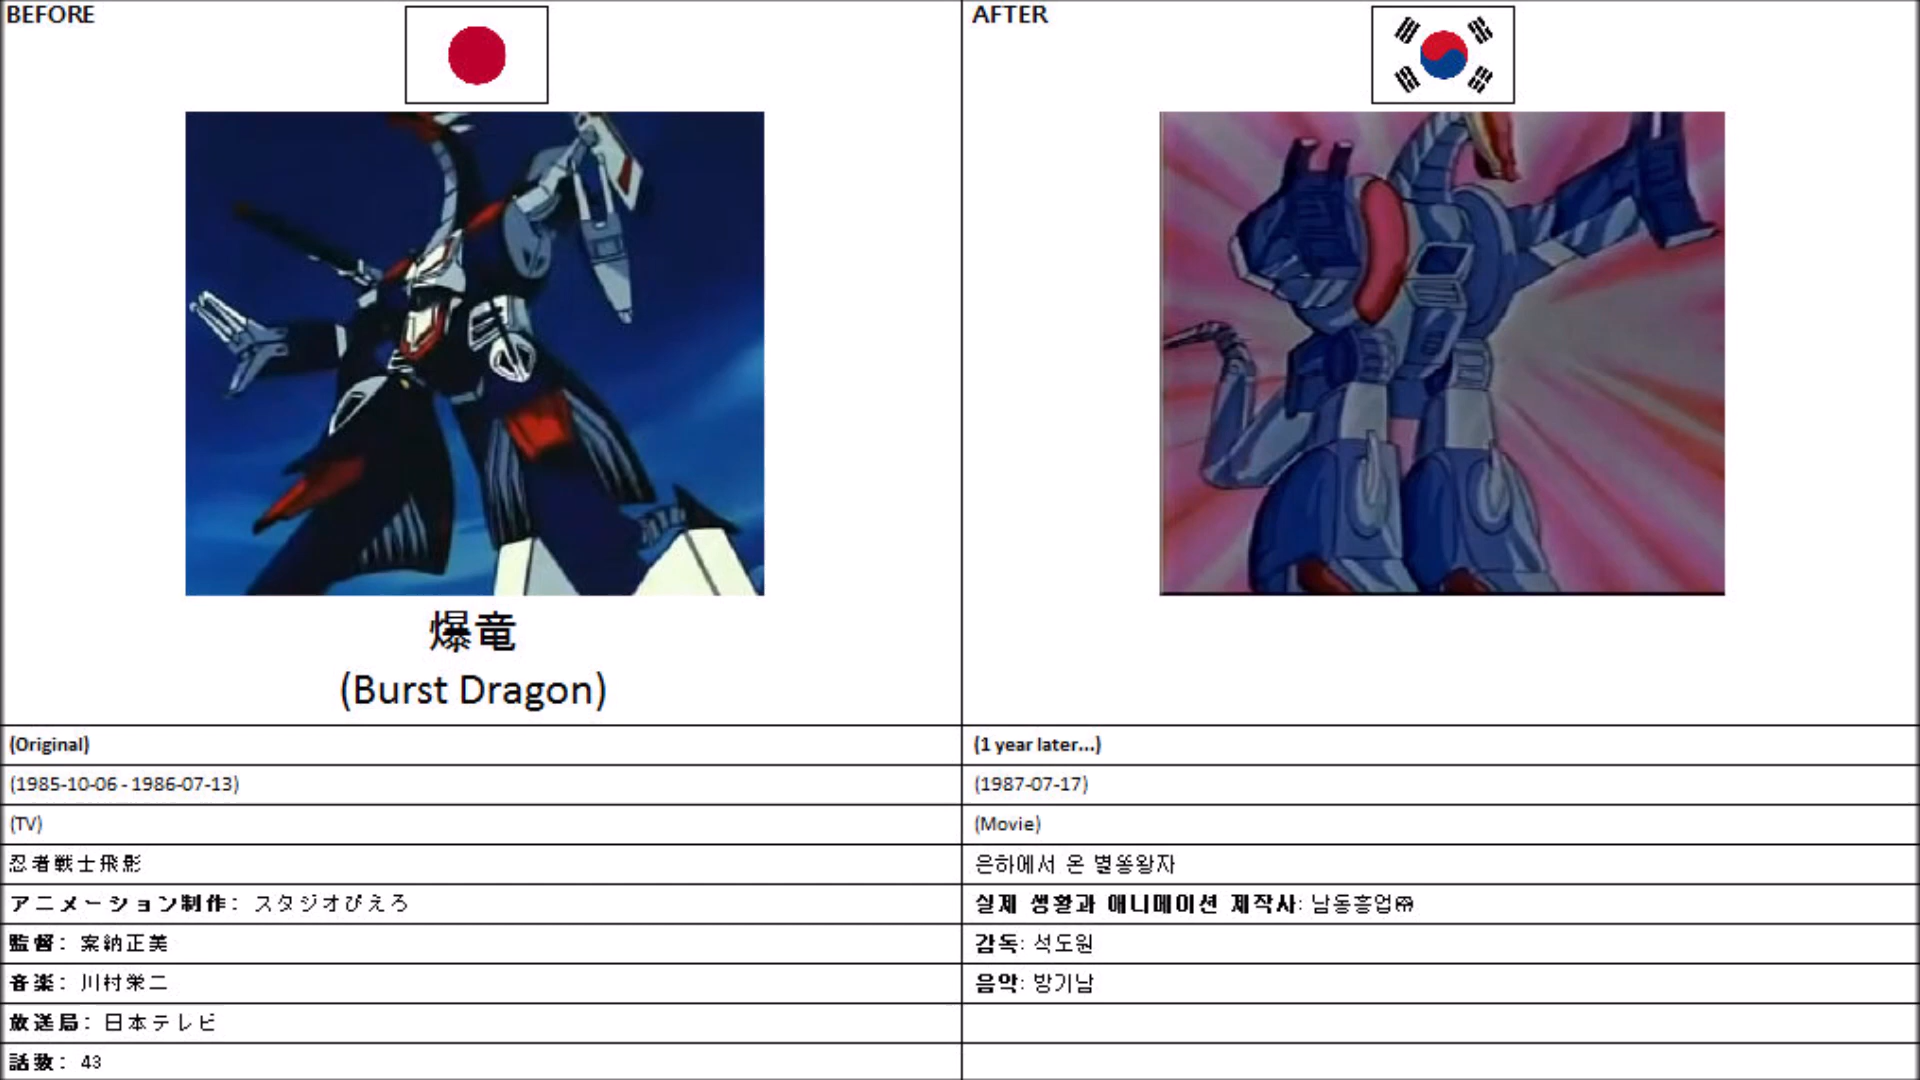 BEFORE
爆竜
(Burst Dragon)
(Original)
(1985-10-06 - 1986-07-13)
(TV)
忍者戦士飛影
アニメーション制作: スタジオぴえろ
監督: 案納正美
音楽: 川村栄二
放送局: 日本テレビ
話数: 43
AFTER
(1 year later...)
(1987-07-17)
(Movie)
은하에서 온 별똥왕자
실제 생활과 애니메이션 제작사: 남동흥업㈜
감독: 석도원
음악: 방기남